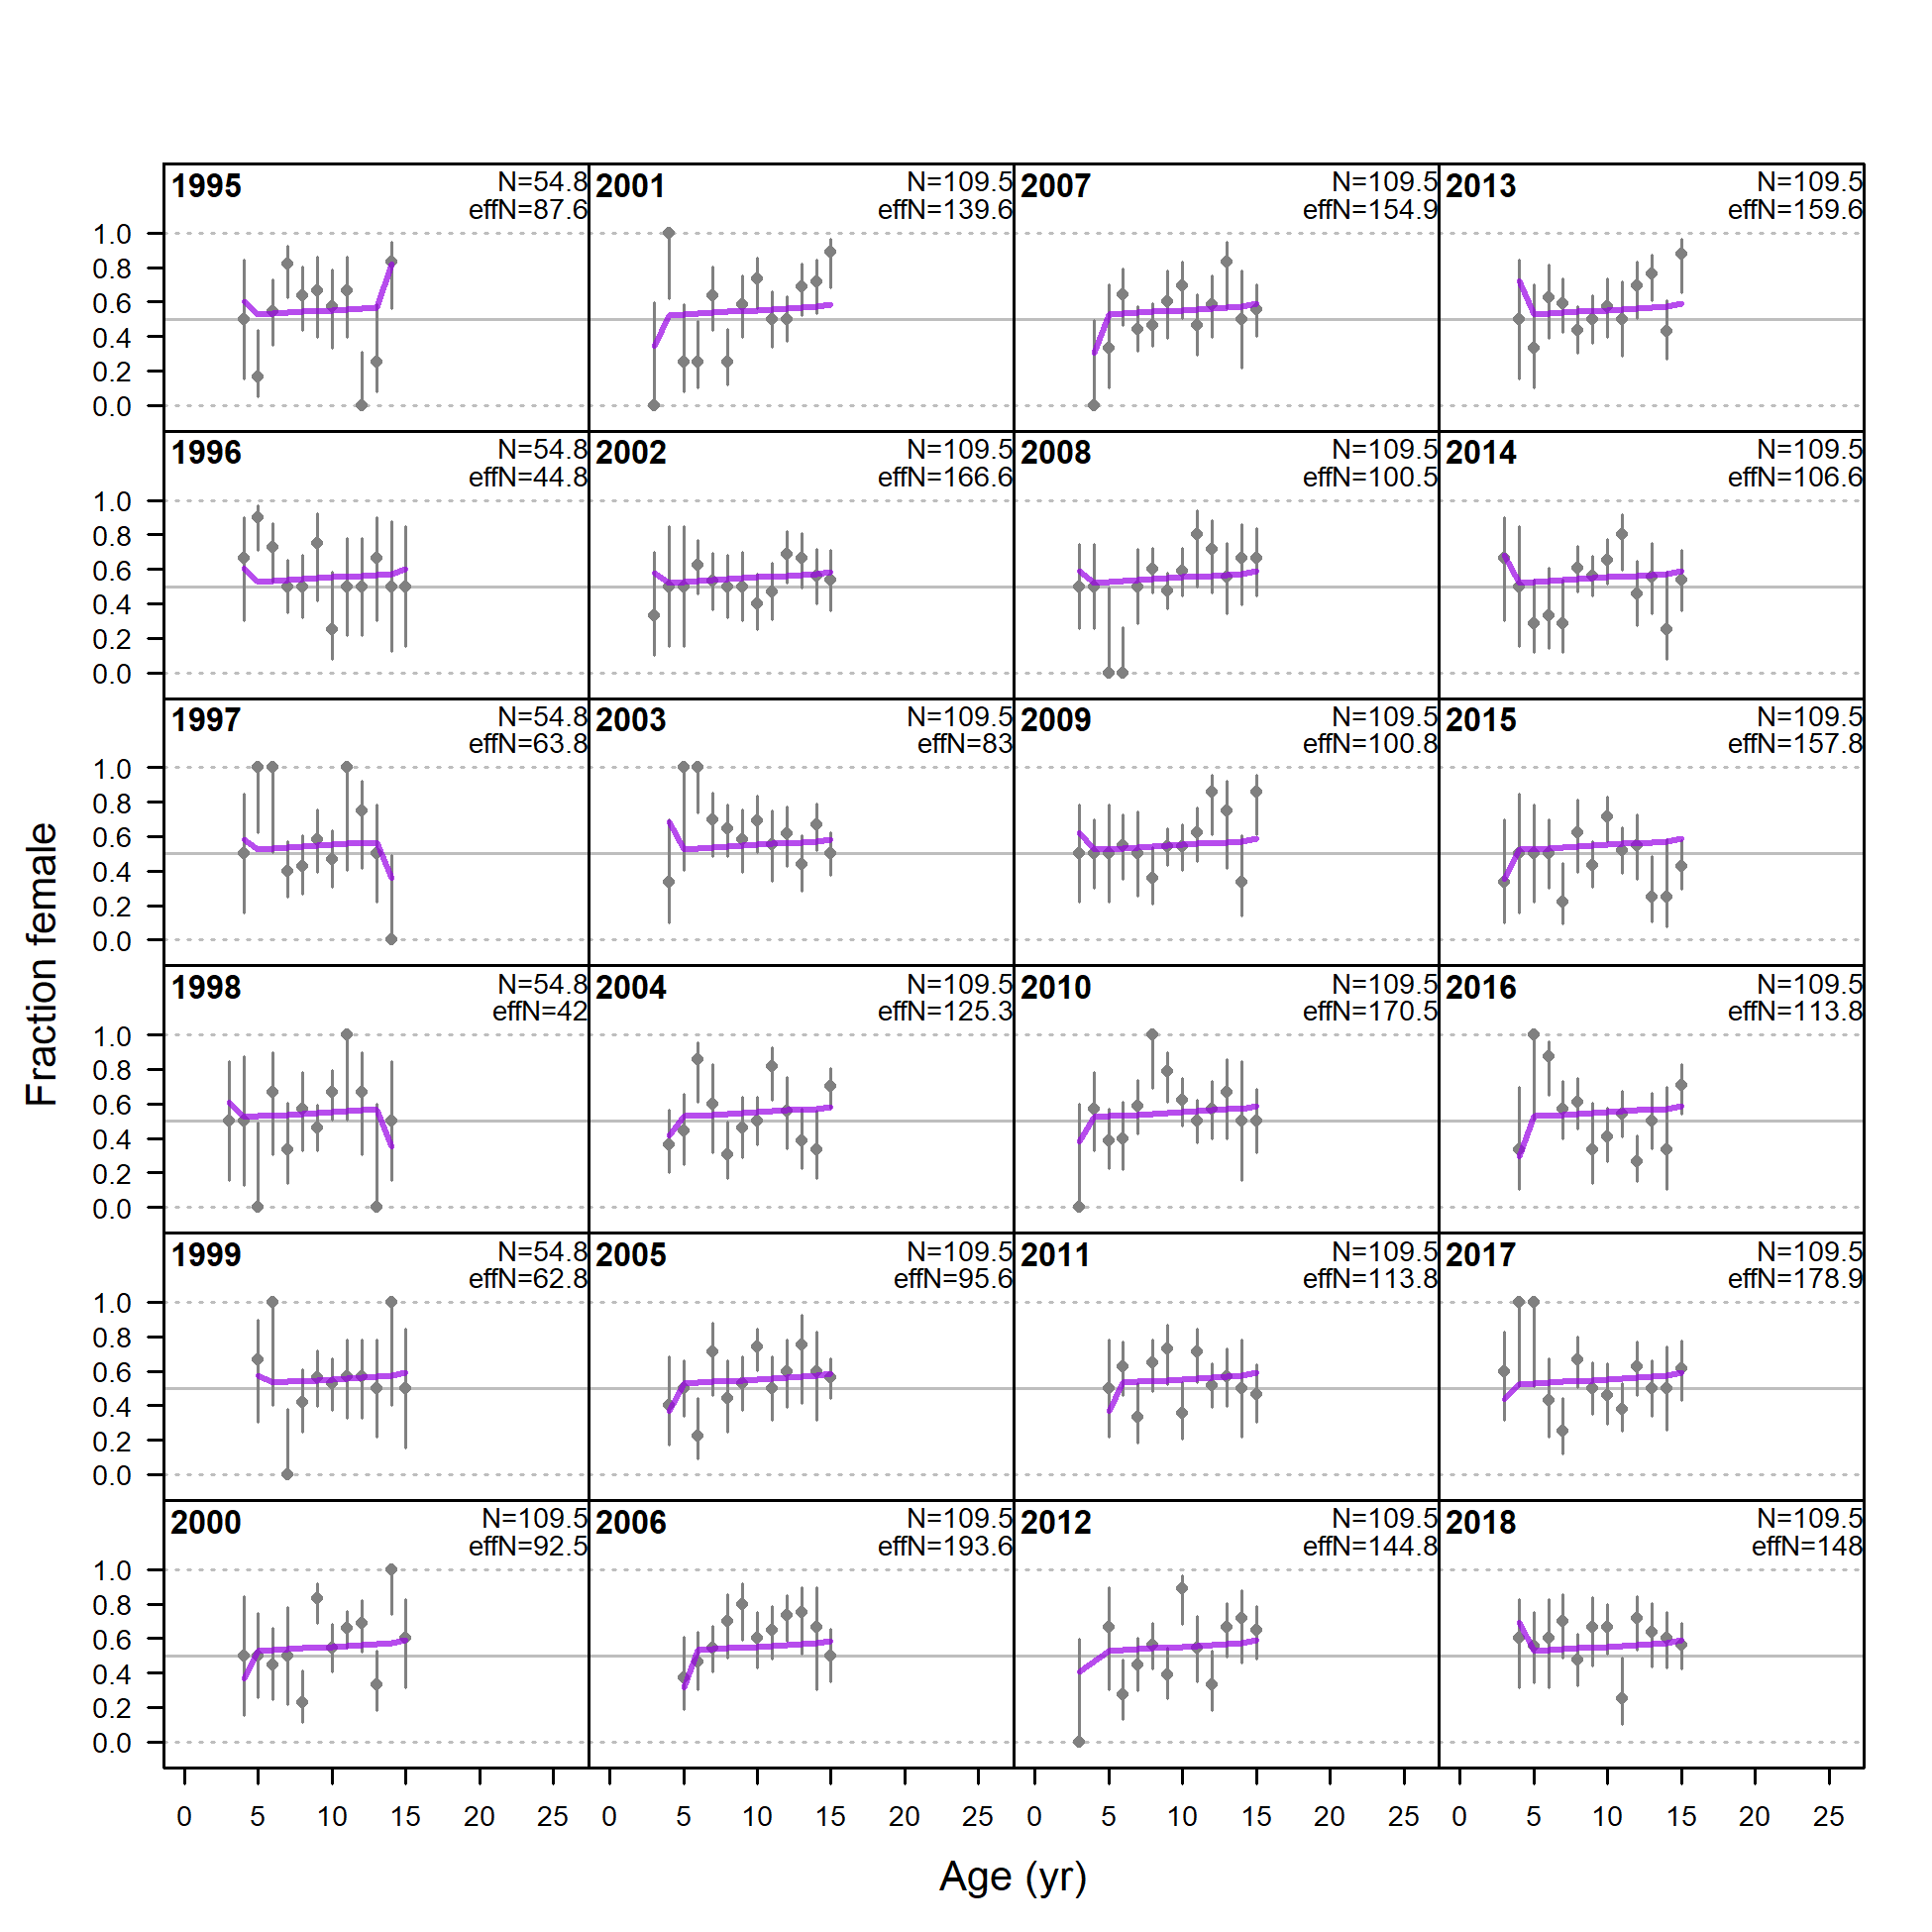 1995 N=54.8 2001 N=109.5 2007 N=109.5 2013 N=109.5
effN=87.6 effN=139.6 effN=154.9 effN=159.6
1.0
0.8
0.6
0.4
0.2
0.0
1996 N=54.8 2002 N=109.5 2008 N=109.5 2014 N=109.5
effN=44.8 effN=166.6 effN=100.5 effN=106.6
1.0
0.8
0.6
0.4
0.2
0.0
1997 N=54.8 2003 N=109.5 2009 N=109.5 2015 N=109.5
effN=63.8 effN=83 effN=100.8 effN=157.8
1.0
0.8
0.6
0.4
0.2
0.0
Fraction female
1998 N=54.8 2004 N=109.5 2010 N=109.5 2016 N=109.5
effN=42 effN=125.3 effN=170.5 effN=113.8
1.0
0.8
0.6
0.4
0.2
0.0
1999 N=54.8 2005 N=109.5 2011 N=109.5 2017 N=109.5
effN=62.8 effN=95.6 effN=113.8 effN=178.9
1.0
0.8
0.6
0.4
0.2
0.0
2000 N=109.5 2006 N=109.5 2012 N=109.5 2018 N=109.5
effN=92.5 effN=193.6 effN=144.8 effN=148
1.0
0.8
0.6
0.4
0.2
0.0
0 5 10 15 20 25 0 5 10 15 20 25 0 5 10 15 20 25 0 5 10 15 20 25
Age (yr)